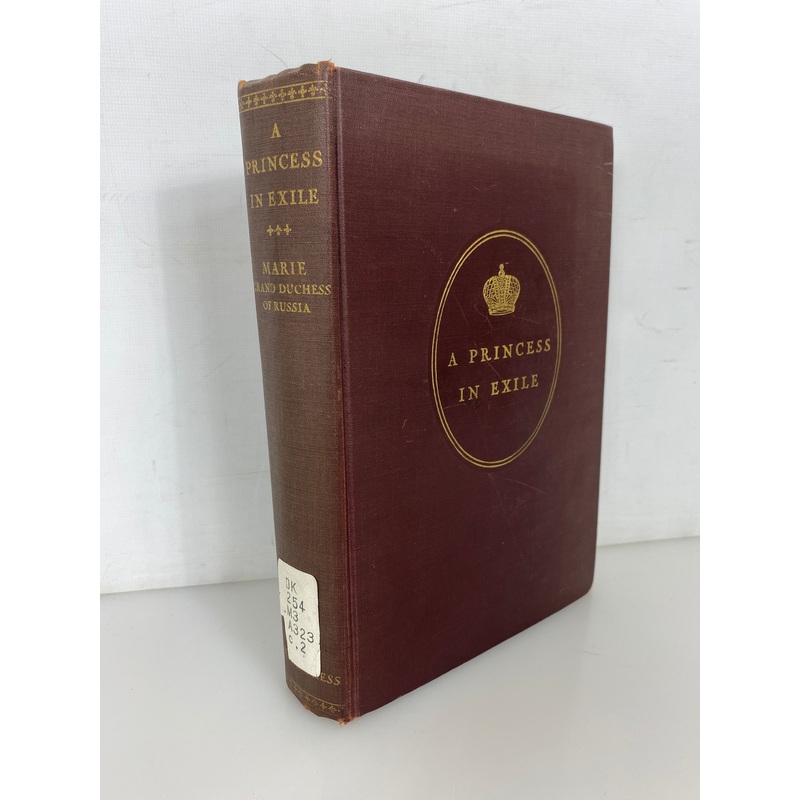 A
PRINCESS
IN EXILE
MARIE
GRAND DUCHESS
OF RUSSIA
DK
254
M3
A323
c.2
A PRINCESS
IN EXILE